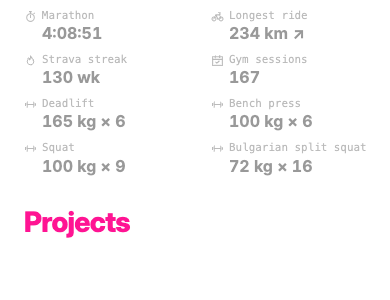 Marathon
4:08:51
Longest ride
234 km ↗
Strava streak
130 wk
Gym sessions
167
Deadlift
165 kg × 6
Bench press
100 kg × 6
Squat
100 kg × 9
Bulgarian split squat
72 kg × 16
Projects